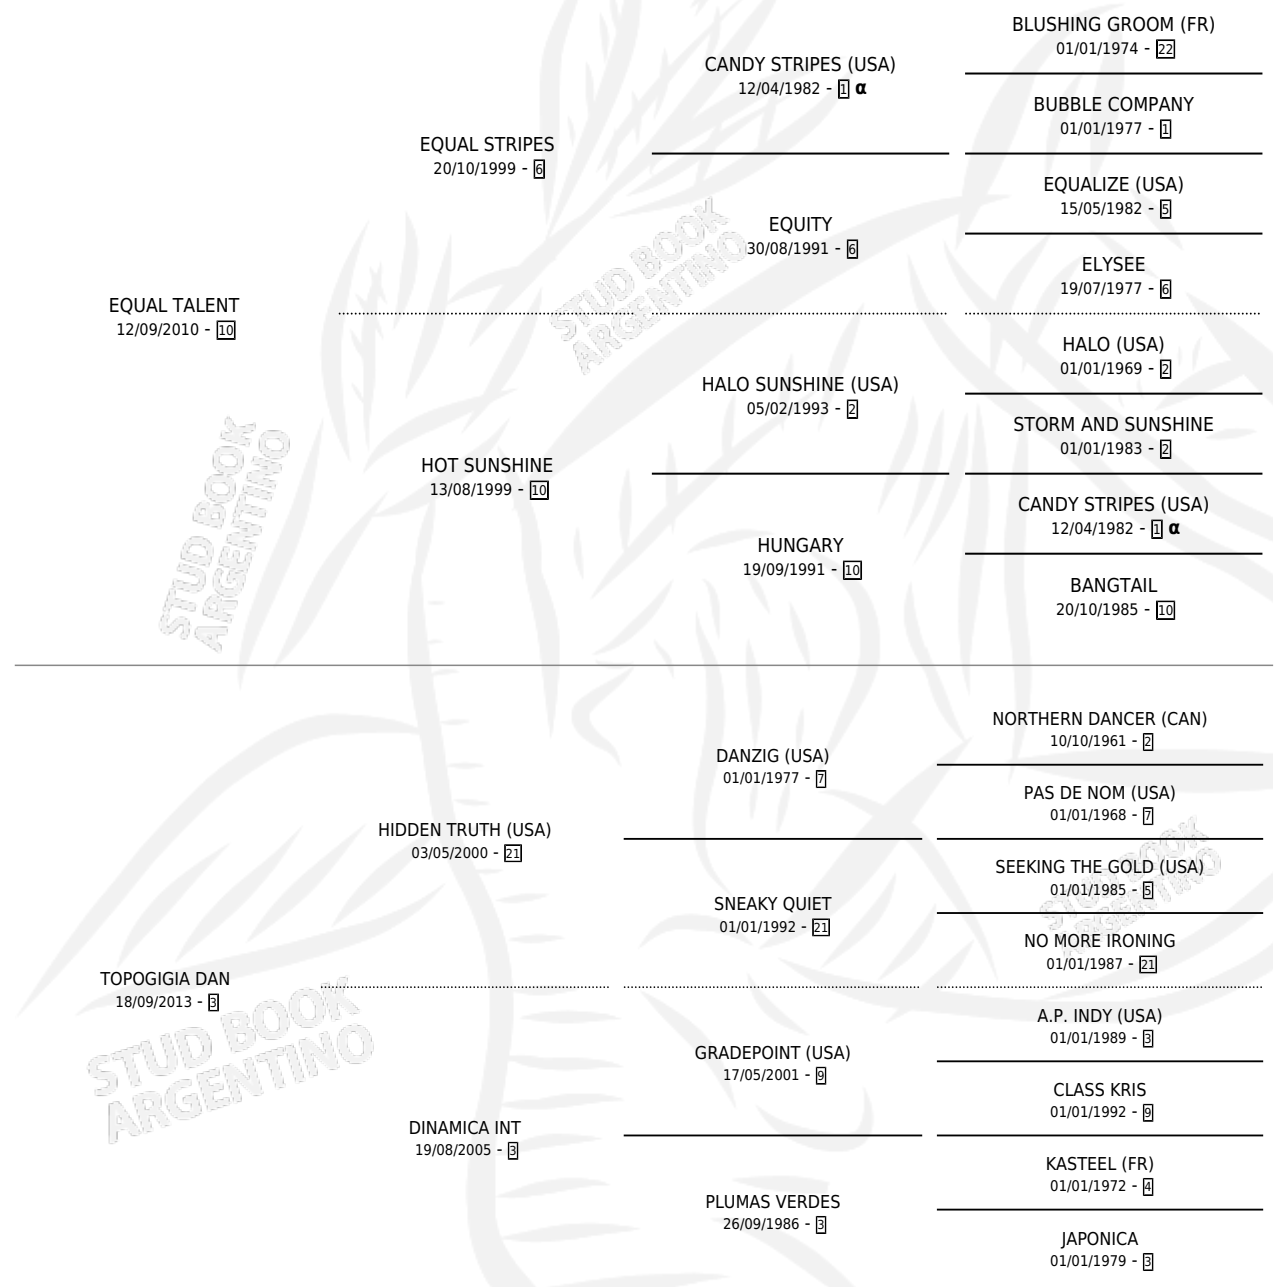 BLUSHING GROOM (FR)
01/01/1974 - 22
CANDY STRIPES (USA)
12/04/1982 - 1 α
BUBBLE COMPANY
01/01/1977 - 1
EQUAL STRIPES
20/10/1999 - 6
EQUALIZE (USA)
15/05/1982 - 5
EQUITY
30/08/1991 - 6
ELYSEE
19/07/1977 - 6
EQUAL TALENT
12/09/2010 - 10
HALO (USA)
01/01/1969 - 2
HALO SUNSHINE (USA)
05/02/1993 - 2
STORM AND SUNSHINE
01/01/1983 - 2
HOT SUNSHINE
13/08/1999 - 10
CANDY STRIPES (USA)
12/04/1982 - 1 α
HUNGARY
19/09/1991 - 10
BANGTAIL
20/10/1985 - 10
NORTHERN DANCER (CAN)
10/10/1961 - 2
DANZIG (USA)
01/01/1977 - 7
PAS DE NOM (USA)
01/01/1968 - 7
HIDDEN TRUTH (USA)
03/05/2000 - 21
SEEKING THE GOLD (USA)
01/01/1985 - 5
SNEAKY QUIET
01/01/1992 - 21
NO MORE IRONING
01/01/1987 - 21
TOPOGIGIA DAN
18/09/2013 - 3
A.P. INDY (USA)
01/01/1989 - 3
GRADEPOINT (USA)
17/05/2001 - 9
CLASS KRIS
01/01/1992 - 9
DINAMICA INT
19/08/2005 - 3
KASTEEL (FR)
01/01/1972 - 4
PLUMAS VERDES
26/09/1986 - 3
JAPONICA
01/01/1979 - 3
STUD BOOK
ARGENTINO
STUD BOOK
ARGENTINO
STUD BOOK
ARGENTINO
STUD BOOK
ARGENTINO